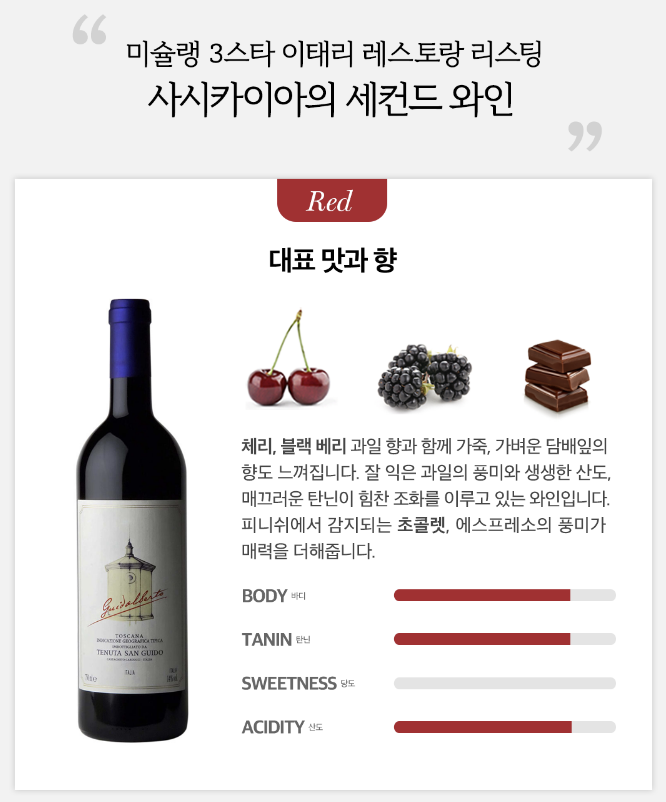 “
미슐랭 3스타 이태리 레스토랑 리스팅
사시카이아의 세컨드 와인
”
Red
대표 맛과 향
체리, 블랙 베리 과일 향과 함께 가죽, 가벼운 담배잎의
향도 느껴집니다. 잘 익은 과일의 풍미와 생생한 산도,
매끄러운 탄닌이 힘찬 조화를 이루고 있는 와인입니다.
피니쉬에서 감지되는 초콜렛, 에스프레소의 풍미가
매력을 더해줍니다.
Guidalberto
TOSCANA
INDICAZIONE GEOGRAFICA TIPICA
TENUTA SAN GUIDO
ITALIA
BODY 바디
TANIN 탄닌
SWEETNESS 당도
ACIDITY 산도